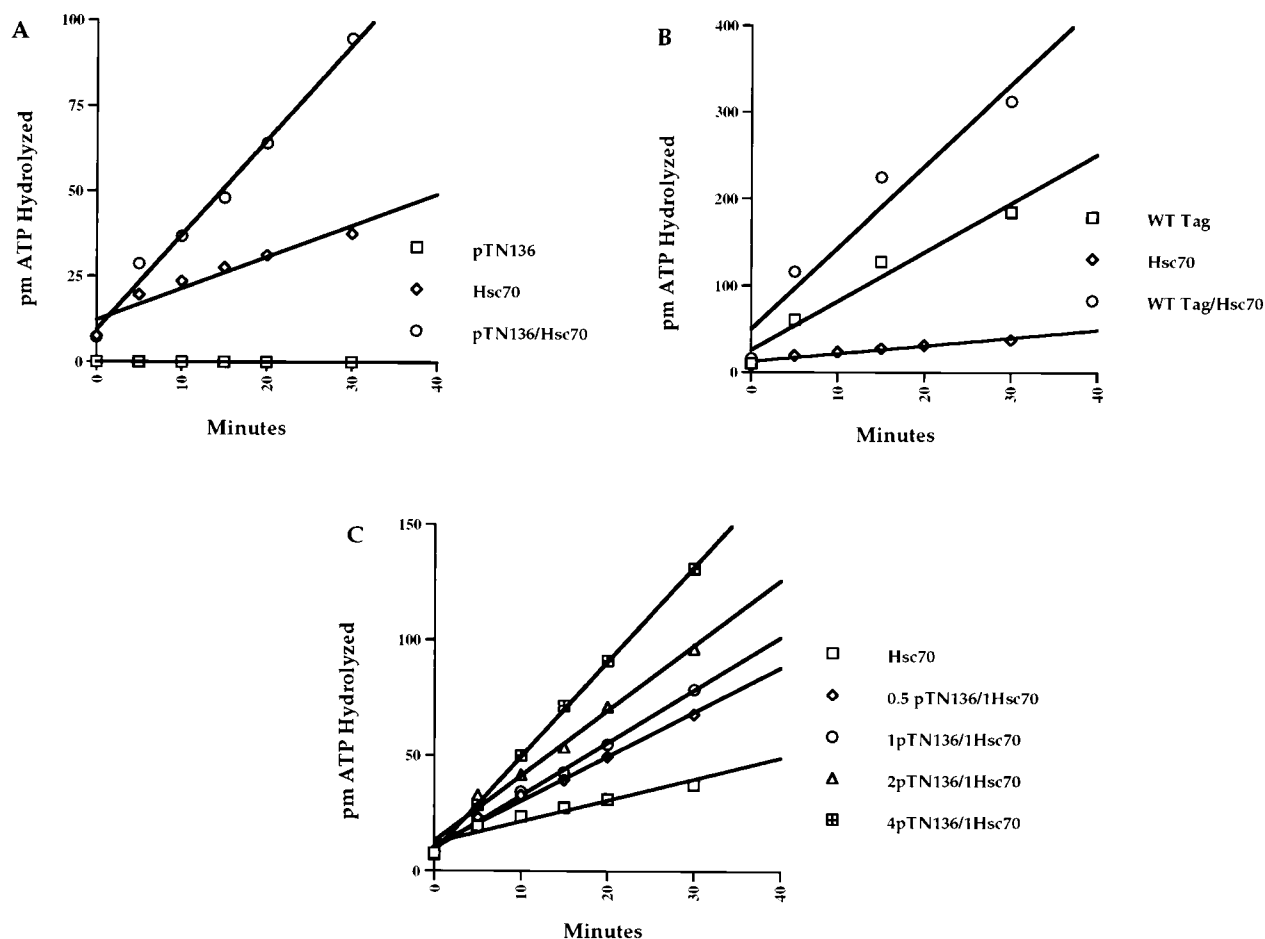 A
100
75
50
25
0
pm ATP Hydrolyzed
0
10
20
30
40
Minutes
pTN136
Hsc70
pTN136/Hsc70
B
400
300
200
100
0
pm ATP Hydrolyzed
0
10
20
30
40
Minutes
WT Tag
Hsc70
WT Tag/Hsc70
C
150
100
50
0
pm ATP Hydrolyzed
0
10
20
30
40
Minutes
Hsc70
0.5 pTN136/1Hsc70
1pTN136/1Hsc70
2pTN136/1Hsc70
4pTN136/1Hsc70